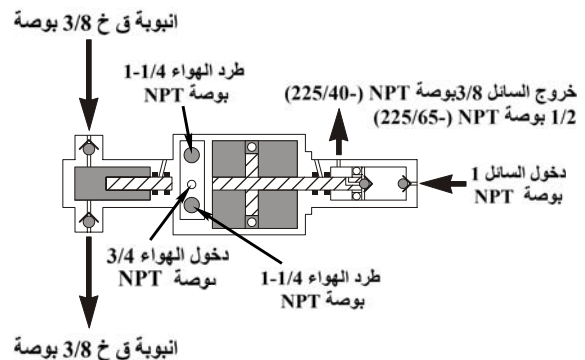 انبوبة ق خ 3/8 بوصة
طرد الهواء 1-1/4
بوصة NPT
خروج السائل 3/8بوصة NPT (225/40-)
1/2 بوصة NPT (225/65-)
دخول السائل 1
بوصة NPT
دخول الهواء 3/4
بوصة NPT
طرد الهواء 1-1/4
بوصة NPT
انبوبة ق خ 3/8 بوصة